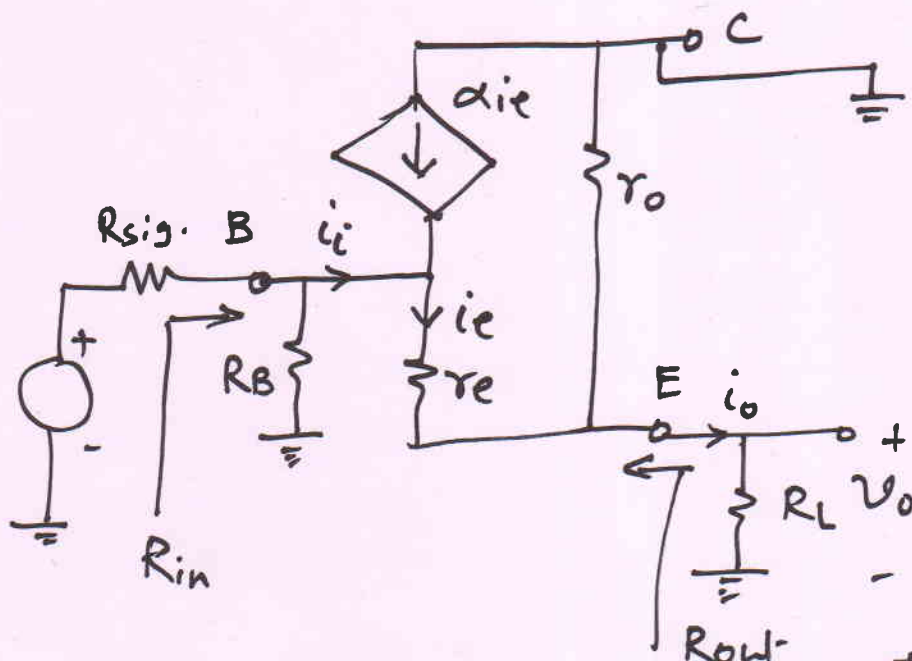 C
αie
ro
Rsig. B ii
+
ie
RB
re
E io
+
-
RL vo
Rin
-
Rout